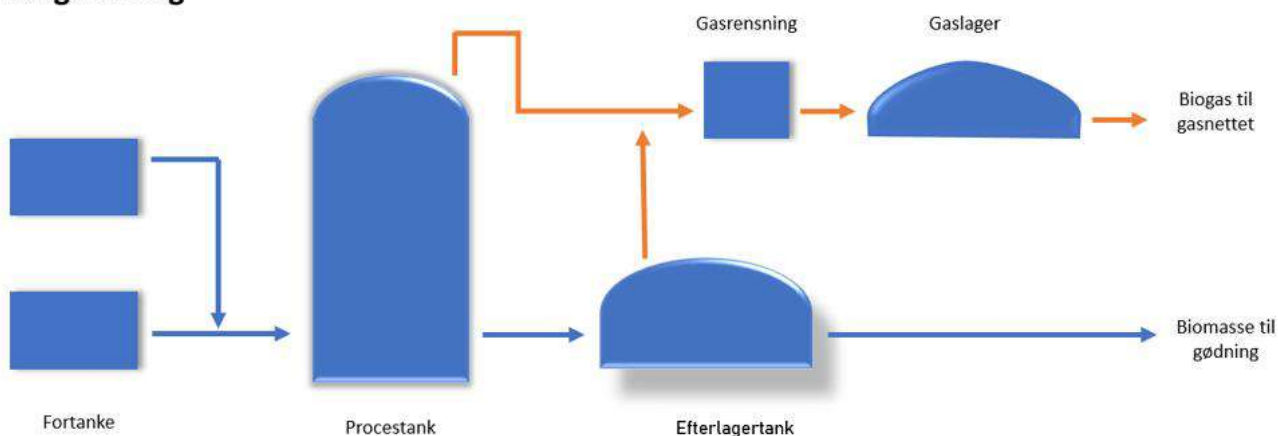 Gasrensning
Gaslager
Biogas til
gasnettet
Biomasse til
gødning
Fortanke
Procestank
Efterlagertank